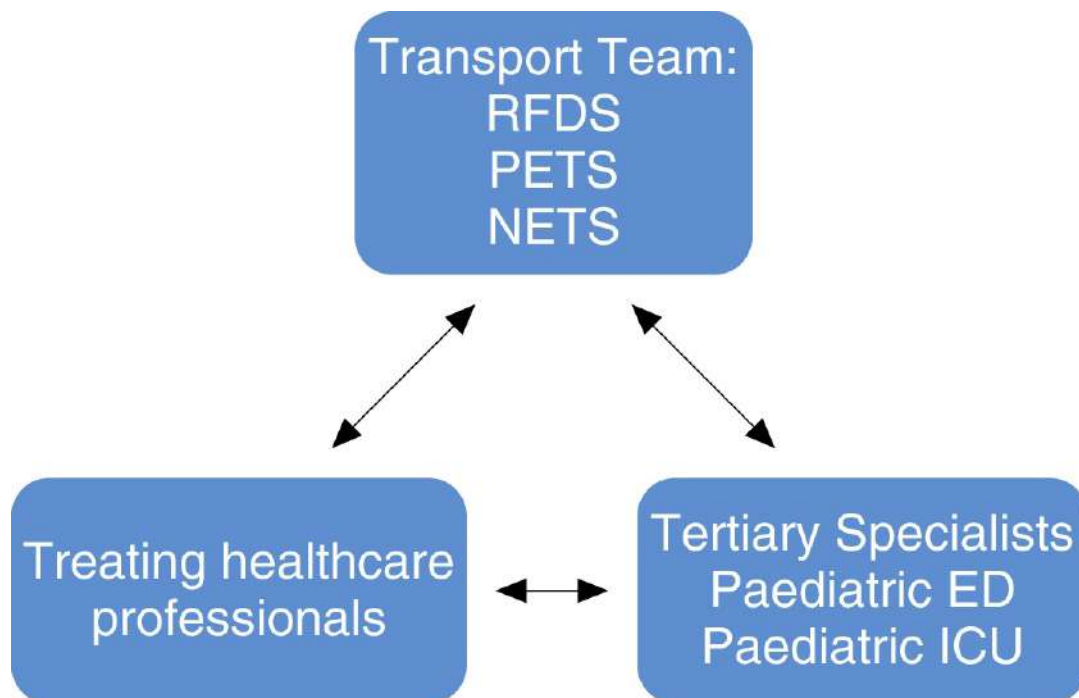 Transport Team:
RFDS
PETS
NETS
Treating healthcare
professionals
Tertiary Specialists
Paediatric ED
Paediatric ICU